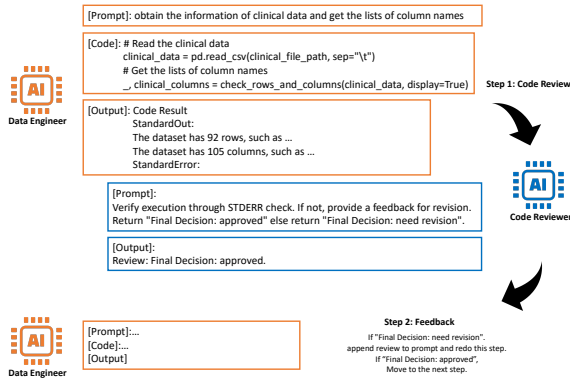 [Prompt]: obtain the information of clinical data and get the lists of column names
[Code]: # Read the clinical data
clinical_data = pd.read_csv(clinical_file_path, sep="\t")
# Get the lists of column names
_, clinical_columns = check_rows_and_columns(clinical_data, display=True)
AI
Data Engineer
Step 1: Code Review
[Output]: Code Result
StandardOut:
The dataset has 92 rows, such as ...
The dataset has 105 columns, such as ...
StandardError:
AI
Code Reviewer
[Prompt]:
Verify execution through STDERR check. If not, provide a feedback for revision.
Return "Final Decision: approved" else return "Final Decision: need revision".
[Output]:
Review: Final Decision: approved.
AI
Data Engineer
[Prompt]:...
[Code]:...
[Output]
Step 2: Feedback
If "Final Decision: need revision".
append review to prompt and redo this step.
If "Final Decision: approved",
Move to the next step.